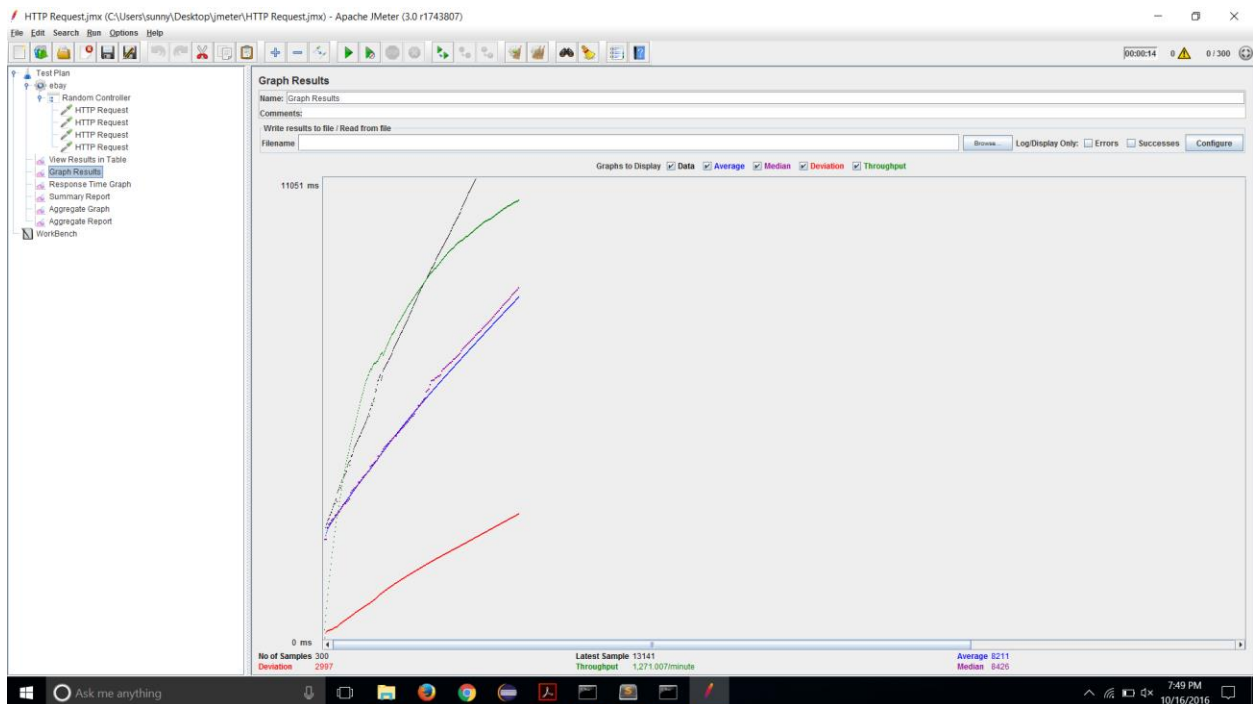 HTTP Request.jmx (C:\Users\sunny\Desktop\jmeter\HTTP Request.jmx) - Apache JMeter (3.0 r1743807)
File Edit Search Run Options Help
00:00:14 0 0 / 300
Test Plan
ebay
Random Controller
HTTP Request
HTTP Request
HTTP Request
HTTP Request
View Results in Table
Graph Results
Response Time Graph
Summary Report
Aggregate Graph
Aggregate Report
WorkBench
Graph Results
Name: Graph Results
Comments:
Write results to file / Read from file
Filename Browse... Log/Display Only: Errors Successes Configure
Graphs to Display Data Average Median Deviation Throughput
11051 ms
0 ms
No of Samples 300 Latest Sample 13141 Average 8211
Deviation 2997 Throughput 1,271.007/minute Median 8426
Ask me anything
7:49 PM
10/16/2016